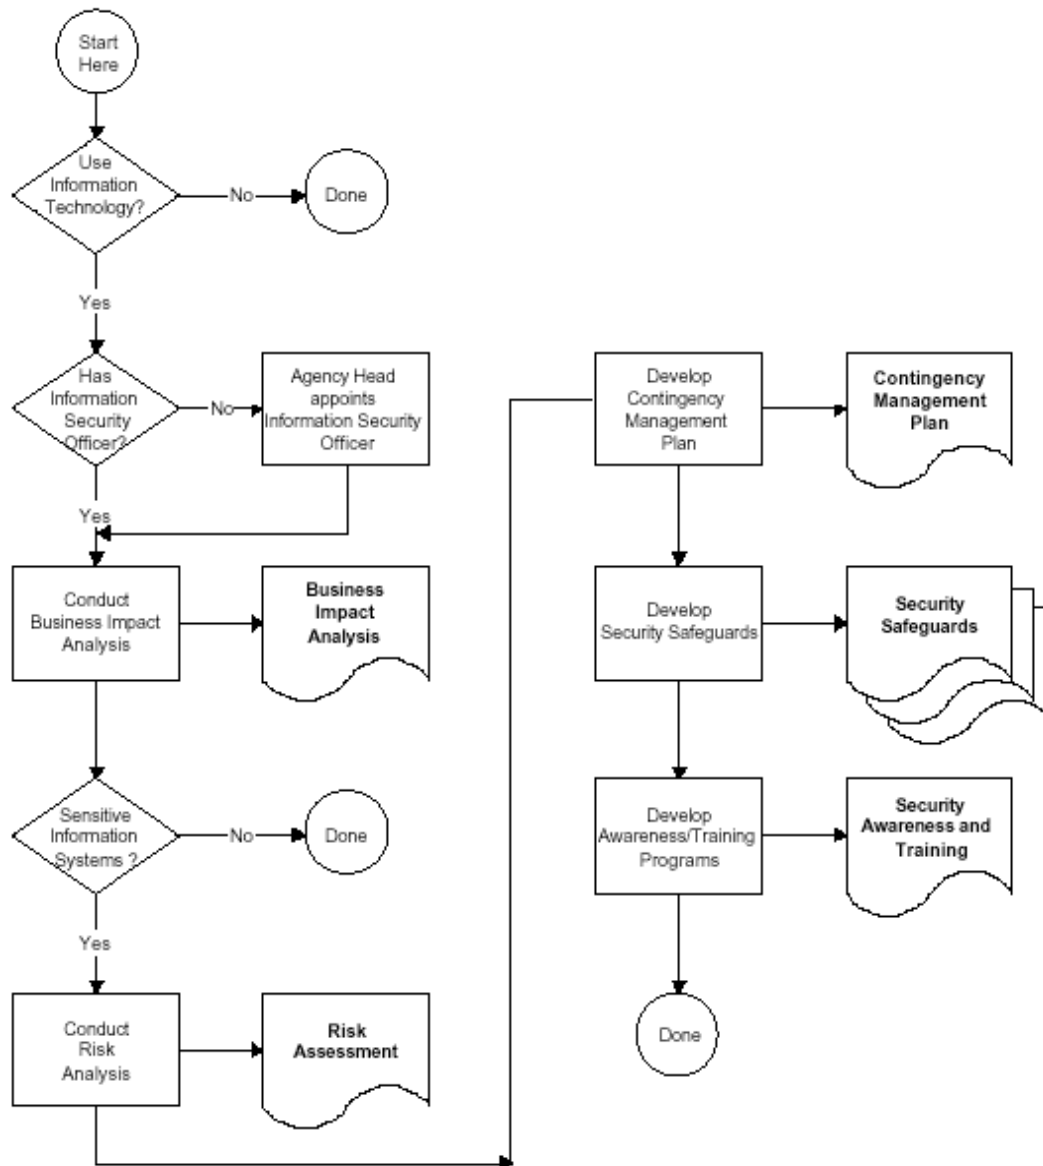 Start
Here
Use
Information
Technology?
No
Done
Yes
Has
Information
Security
Officer?
No
Agency Head
appoints
Information Security
Officer
Yes
Conduct
Business Impact
Analysis
Business
Impact
Analysis
Sensitive
Information
Systems ?
No
Done
Yes
Conduct
Risk
Analysis
Risk
Assessment
Develop
Contingency
Management
Plan
Contingency
Management
Plan
Develop
Security Safeguards
Security
Safeguards
Develop
Awareness/Training
Programs
Security
Awareness and
Training
Done